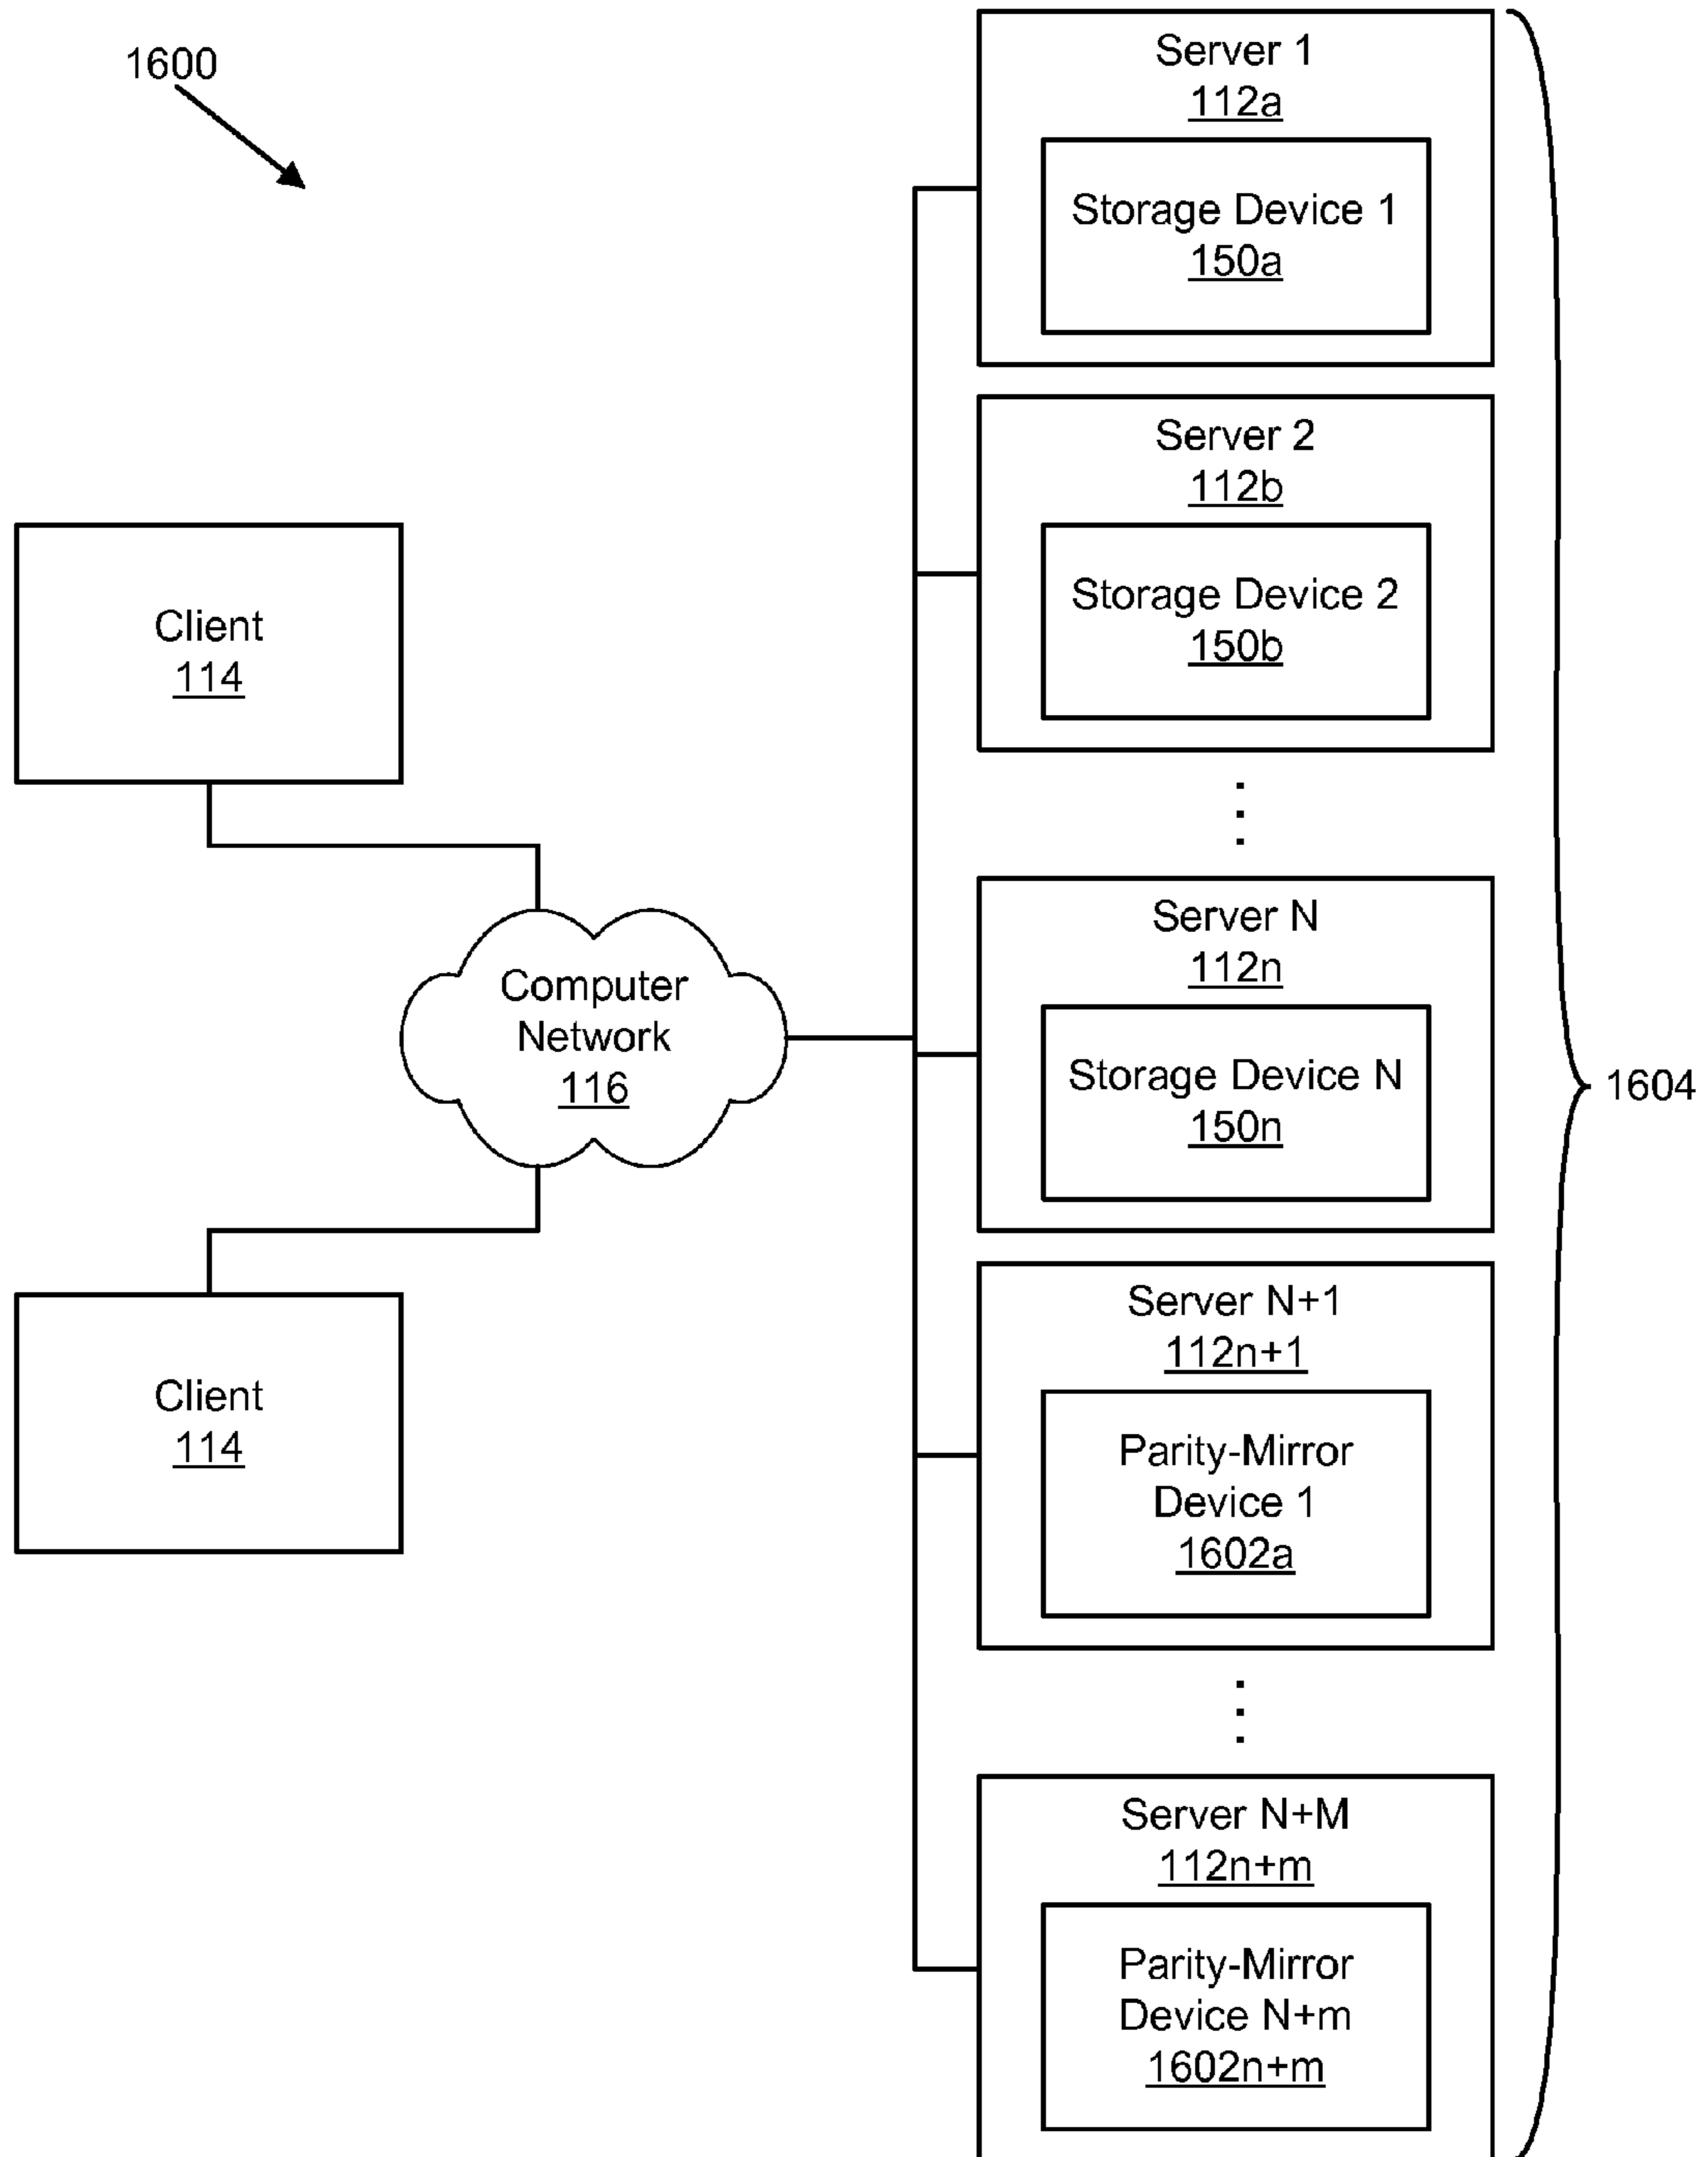 1600
Server 1
112a
Storage Device 1
150a
Server 2
112b
Storage Device 2
150b
Client
114
Server N
112n
Storage Device N
150n
Computer
Network
116
1604
Server N+1
112n+1
Parity-Mirror
Device 1
1602a
Client
114
Server N+M
112n+m
Parity-Mirror
Device N+m
1602n+m